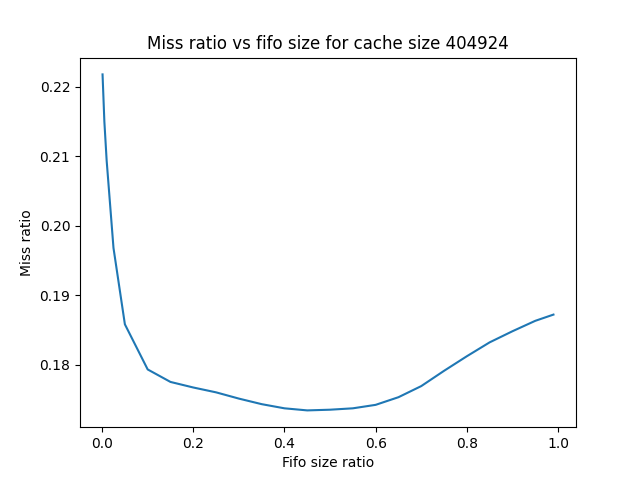 Miss ratio vs fifo size for cache size 404924
0.22
0.21
0.20
0.19
0.18
Miss ratio
0.0 0.2 0.4 0.6 0.8 1.0
Fifo size ratio